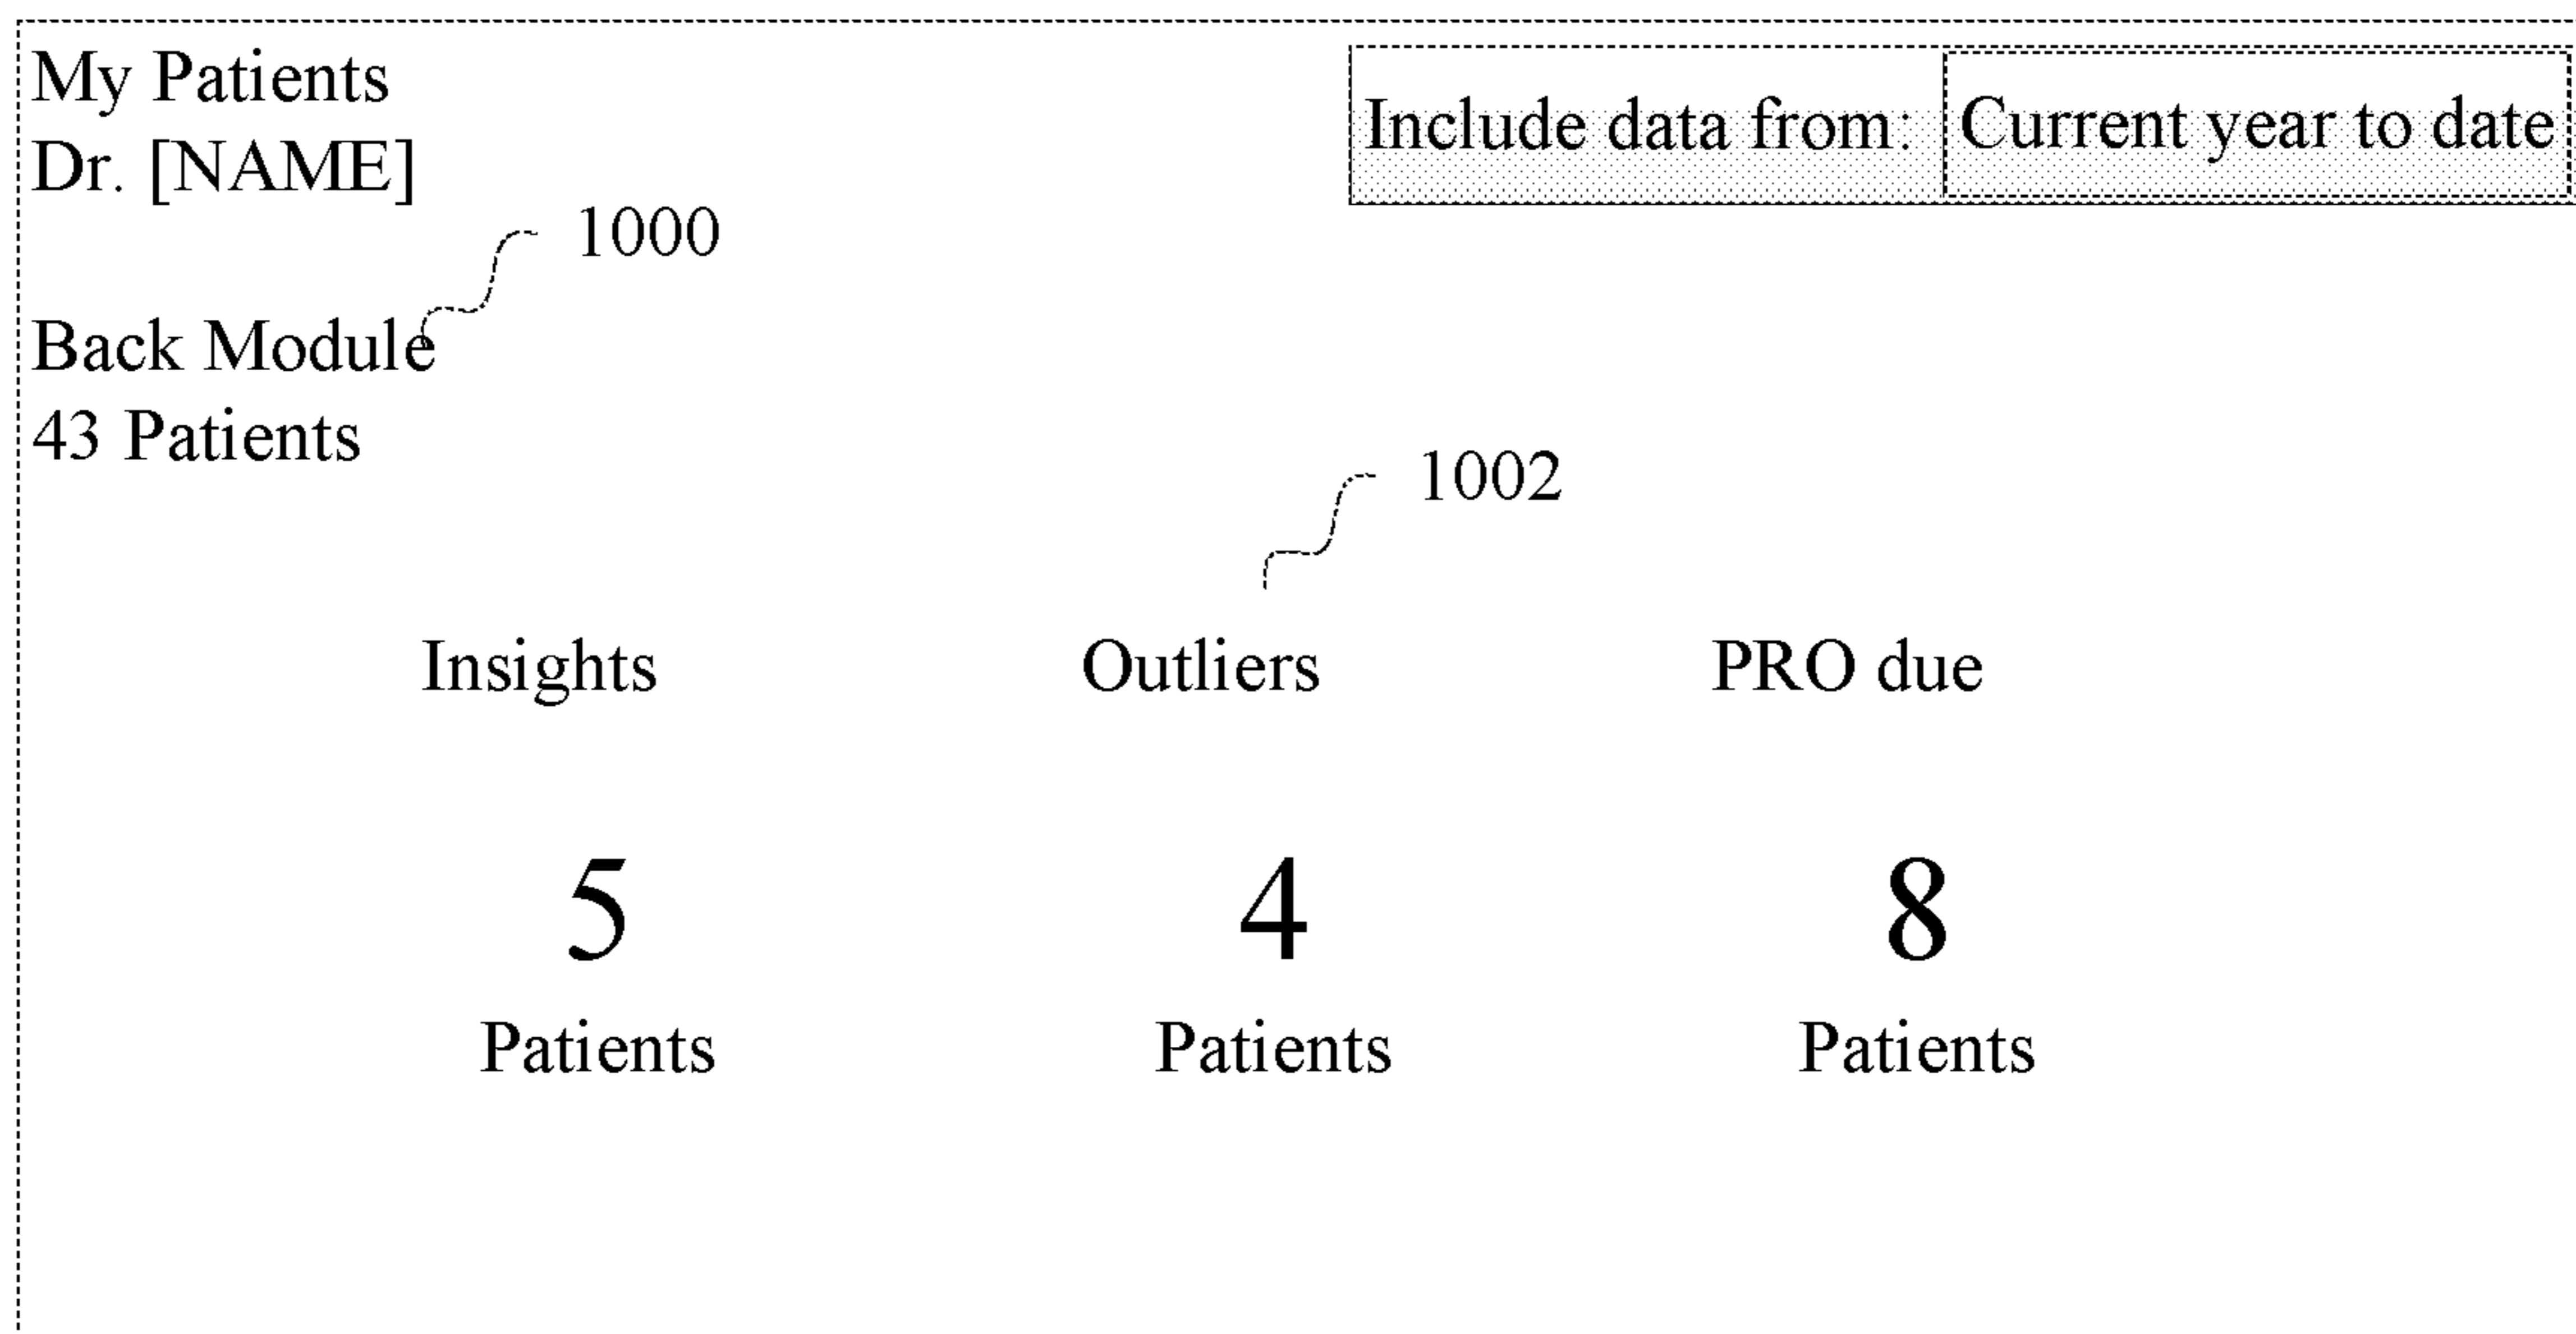 My Patients
Dr. [NAME]
Include data from: Current year to date
1000
Back Module
43 Patients
1002
Insights Outliers PRO due
5 4 8
Patients Patients Patients